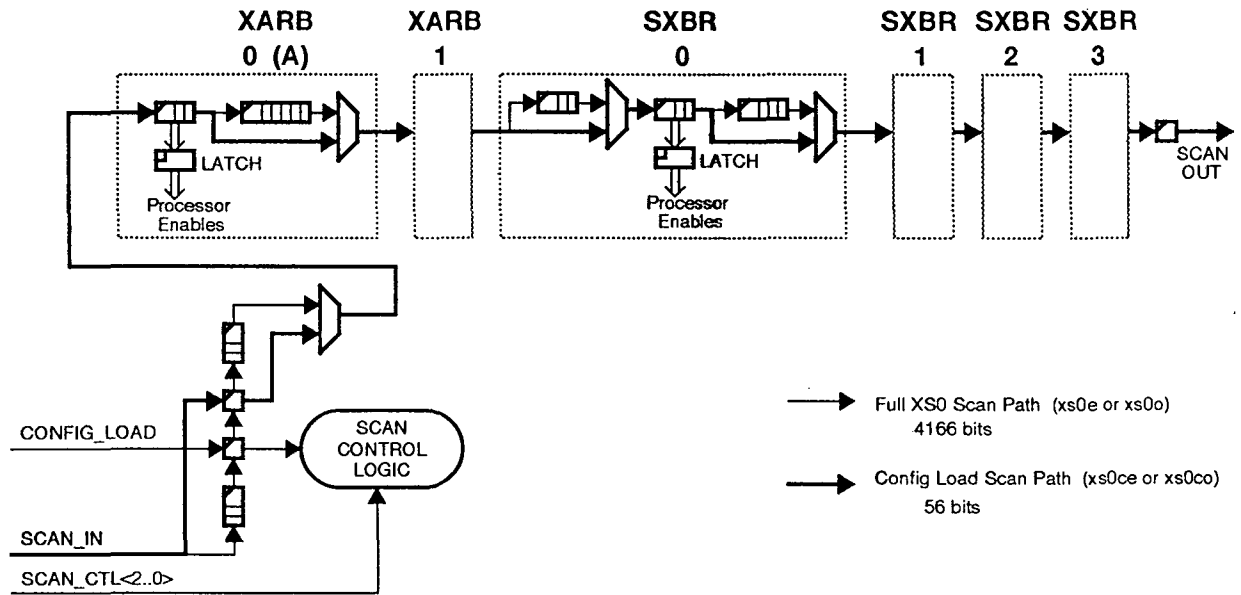 XARB XARB SXBR SXBR SXBR SXBR
0 (A) 1 0 1 2 3
LATCH
Processor
Enables
LATCH
Processor
Enables
SCAN
OUT
CONFIG_LOAD
SCAN
CONTROL
LOGIC
SCAN_IN
SCAN_CTL<2..0>
Full XS0 Scan Path (xs0e or xs0o)
4166 bits
Config Load Scan Path (xs0ce or xs0co)
56 bits